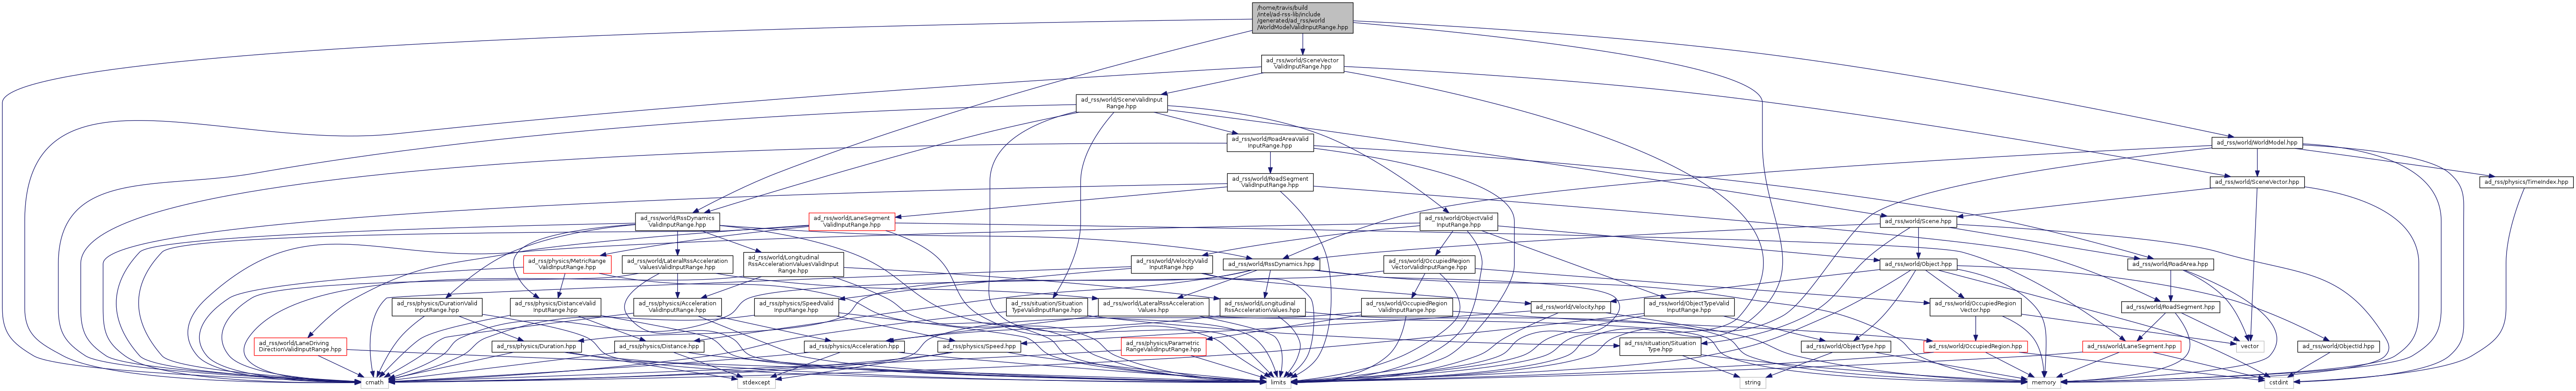 /home/travis/build
/intel/ad-rss-lib/include
/generated/ad_rss/world
/WorldModelValidInputRange.hpp
ad_rss/world/SceneVector
ValidInputRange.hpp
ad_rss/world/SceneValidInput
Range.hpp
ad_rss/world/RoadAreaValid
InputRange.hpp
ad_rss/world/WorldModel.hpp
ad_rss/world/RoadSegment
ValidInputRange.hpp
ad_rss/world/SceneVector.hpp
ad_rss/physics/TimeIndex.hpp
ad_rss/world/RssDynamics
ValidInputRange.hpp
ad_rss/world/LaneSegment
ValidInputRange.hpp
ad_rss/world/ObjectValid
InputRange.hpp
ad_rss/world/Scene.hpp
ad_rss/physics/MetricRange
ValidInputRange.hpp
ad_rss/world/LateralRssAcceleration
ValuesValidInputRange.hpp
ad_rss/world/Longitudinal
RssAccelerationValuesValidInput
Range.hpp
ad_rss/world/VelocityValid
InputRange.hpp
ad_rss/world/RssDynamics.hpp
ad_rss/world/OccupiedRegion
VectorValidInputRange.hpp
ad_rss/world/Object.hpp
ad_rss/world/RoadArea.hpp
ad_rss/physics/DurationValid
InputRange.hpp
ad_rss/physics/DistanceValid
InputRange.hpp
ad_rss/physics/Acceleration
ValidInputRange.hpp
ad_rss/physics/SpeedValid
InputRange.hpp
ad_rss/situation/Situation
TypeValidInputRange.hpp
ad_rss/world/LateralRssAcceleration
Values.hpp
ad_rss/world/Longitudinal
RssAccelerationValues.hpp
ad_rss/world/OccupiedRegion
ValidInputRange.hpp
ad_rss/world/Velocity.hpp
ad_rss/world/ObjectTypeValid
InputRange.hpp
ad_rss/world/OccupiedRegion
Vector.hpp
ad_rss/world/RoadSegment.hpp
ad_rss/world/LaneDriving
DirectionValidInputRange.hpp
ad_rss/physics/Duration.hpp
ad_rss/physics/Distance.hpp
ad_rss/physics/Acceleration.hpp
ad_rss/physics/Speed.hpp
ad_rss/physics/Parametric
RangeValidInputRange.hpp
ad_rss/situation/Situation
Type.hpp
ad_rss/world/ObjectType.hpp
ad_rss/world/OccupiedRegion.hpp
ad_rss/world/LaneSegment.hpp
vector
ad_rss/world/ObjectId.hpp
cmath
stdexcept
limits
string
memory
cstdint